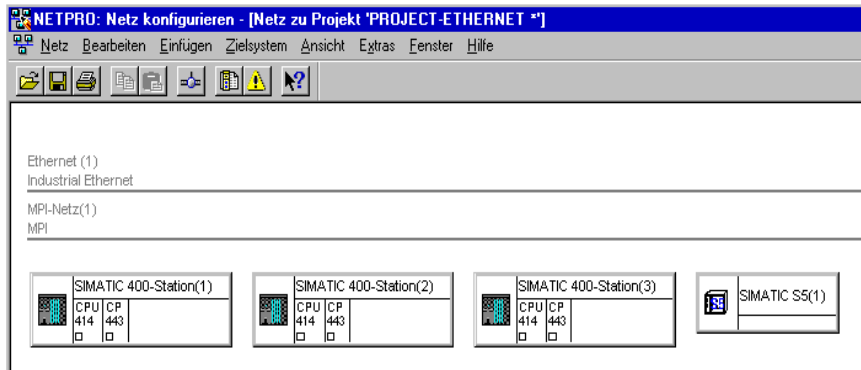 NETPRO: Netz konfigurieren - [Netz zu Projekt 'PROJECT-ETHERNET *']
Netz Bearbeiten Einfügen Zielsystem Ansicht Extras Fenster Hilfe
Ethernet (1)
Industrial Ethernet
MPI-Netz(1)
MPI
SIMATIC 400-Station(1)
CPU CP
414 443
SIMATIC 400-Station(2)
CPU CP
414 443
SIMATIC 400-Station(3)
CPU CP
414 443
SIMATIC S5(1)